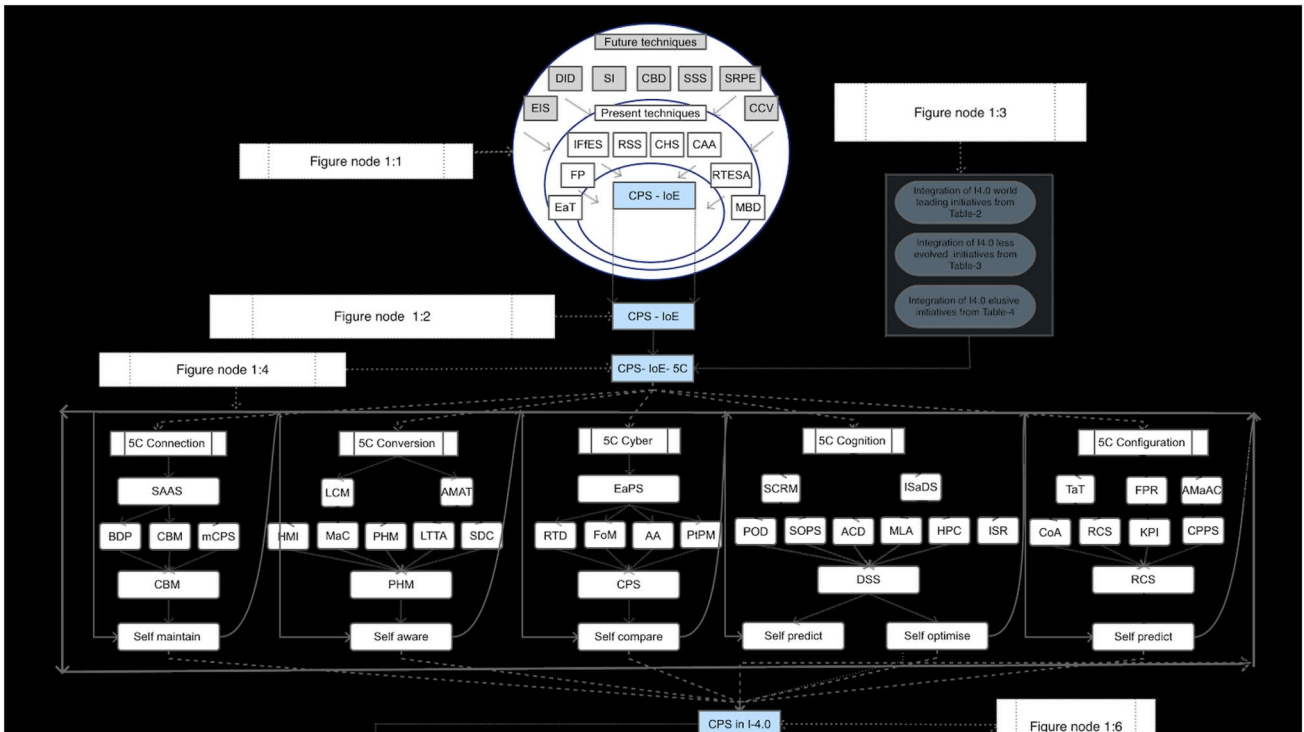 Future techniques
DID SI CBD SSS SRPE
EIS CCV
Present techniques
IFfES RSS CHS CAA
FP RTESA
CPS - IoE
EaT MBD
Figure node 1:1
Figure node 1:3
Integration of I4.0 world
leading initiatives from
Table-2
Integration of I4.0 less
evolved initiatives from
Table-3
Integration of I4.0 elusive
initiatives from Table-4
Figure node 1:2
CPS - IoE
Figure node 1:4
CPS- IoE- 5C
5C Connection
SAAS
BDP CBM mCPS
CBM
Self maintain
5C Conversion
LCM AMAT
HMI MaC PHM LTTA SDC
PHM
Self aware
5C Cyber
EaPS
RTD FoM AA PtPM
CPS
Self compare
5C Cognition
SCRM ISaDS
POD SOPS ACD MLA HPC ISR
DSS
Self predict Self optimise
5C Configuration
TaT FPR AMaAC
CoA RCS KPI CPPS
RCS
Self predict
CPS in I-4.0
Figure node 1:6